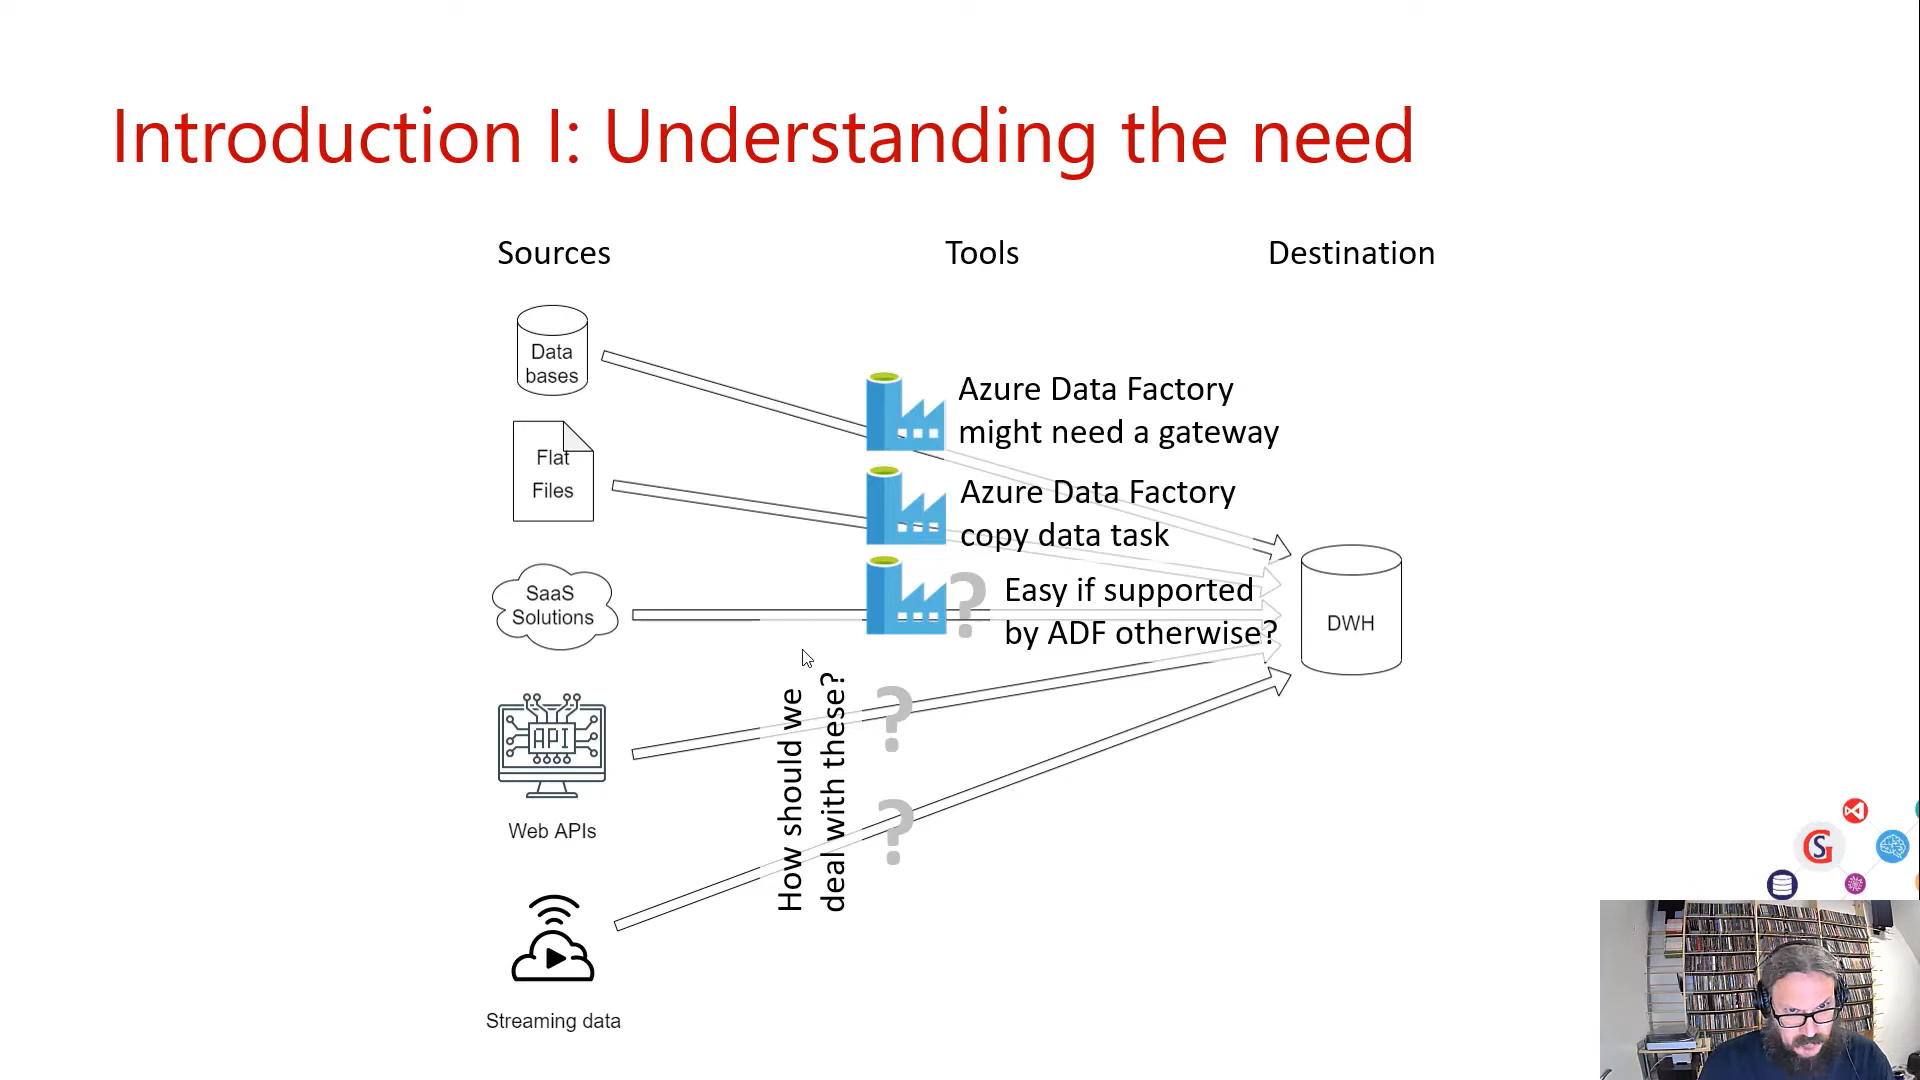 Introduction I: Understanding the need
Sources
Tools
Destination
Data
bases
Azure Data Factory
might need a gateway
Flat
Files
Azure Data Factory
copy data task
SaaS
Solutions
?
Easy if supported
by ADF otherwise?
DWH
How should we
deal with these?
?
?
API
Web APIs
Streaming data
SG